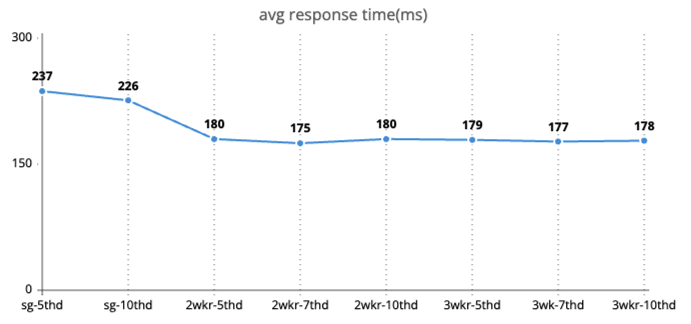 avg response time(ms)
300
237
226
180
175
180
179
177
178
150
0
sg-5thd
sg-10thd
2wkr-5thd
2wkr-7thd
2wkr-10thd
3wkr-5thd
3wk-7thd
3wkr-10thd